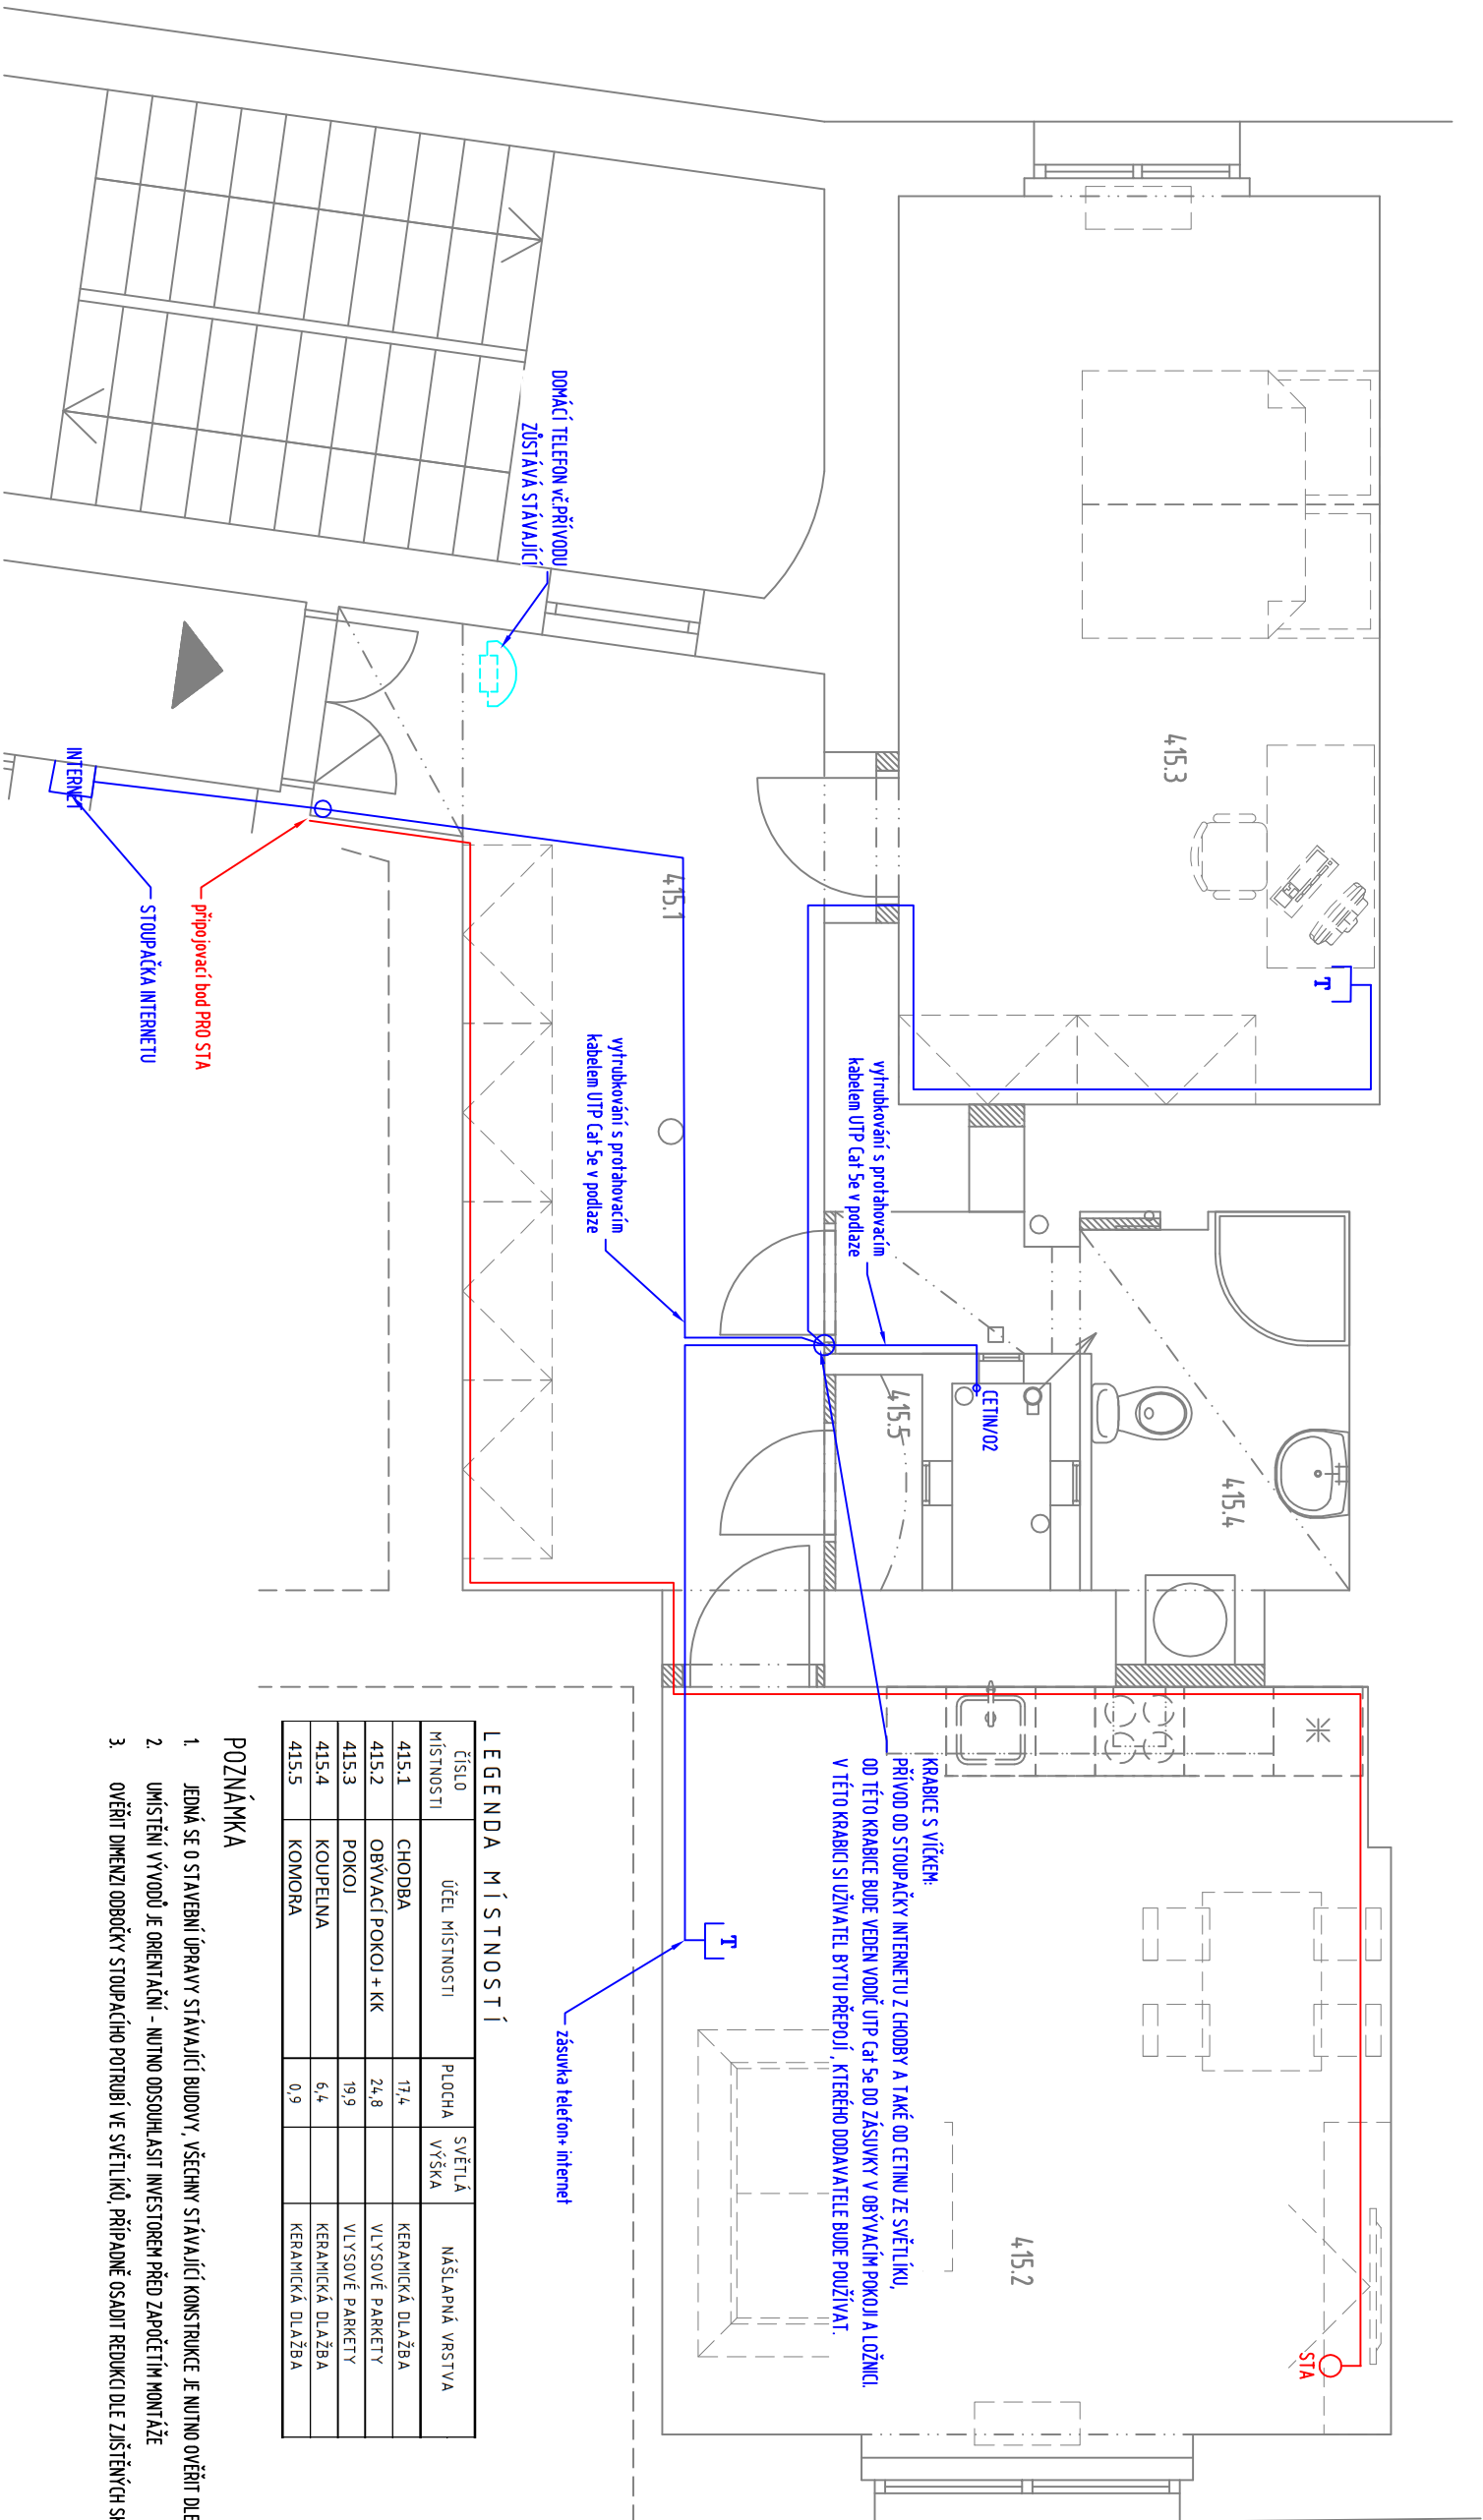 415.3
DOMÁCÍ TELEFON vč.PŘÍVODU
ZŮSTÁVÁ STÁVAJÍCÍ
415.1
INTERNET
připojovací bod PRO STA
STOUPAČKA INTERNETU
vytrubkování s protahovacím
kabelem UTP Cat 5e v podlaze
vytrubkování s protahovacím
kabelem UTP Cat 5e v podlaze
T
415.4
CETIN/O2
415.5
KRABICE S VÍČKEM:
PŘÍVOD OD STOUPAČKY INTERNETU Z CHODBY A TAKÉ OD CETINU ZE SVĚTLÍKU,
OD TÉTO KRABICE BUDE VEDEN VODIČ UTP Cat 5e DO ZÁSUVKY V OBÝVACÍM POKOJI A LOŽNICI.
V TÉTO KRABICI SI UŽIVATEL BYTU PŘEPOJÍ , KTERÉHO DODAVATELE BUDE POUŽÍVAT.
415.2
STA
T
zásuvka telefon+ internet
LEGENDA MÍSTNOSTÍ
ČÍSLO MÍSTNOSTI ÚČEL MÍSTNOSTI PLOCHA SVĚTLÁ VÝŠKA NÁŠLAPNÁ VRSTVA
415.1 CHODBA 17,4 KERAMICKÁ DLAŽBA
415.2 OBÝVACÍ POKOJ + KK 24,8 VLYSOVÉ PARKETY
415.3 POKOJ 19,9 VLYSOVÉ PARKETY
415.4 KOUPELNA 6,4 KERAMICKÁ DLAŽBA
415.5 KOMORA 0,9 KERAMICKÁ DLAŽBA
POZNÁMKA
1. JEDNÁ SE O STAVEBNÍ ÚPRAVY STÁVAJÍCÍ BUDOVY, VŠECHNY STÁVAJÍCÍ KONSTRUKCE JE NUTNO OVĚŘIT DLE
2. UMÍSTĚNÍ VÝVODŮ JE ORIENTAČNÍ - NUTNO ODSOUHLASIT INVESTOREM PŘED ZAPOČETÍM MONTÁŽE
3. OVĚŘIT DIMENZI ODBOČKY STOUPACÍHO POTRUBÍ VE SVĚTLÍKŮ, PŘÍPADNĚ OSADIT REDUKCI DLE ZJIŠTĚNÝCH